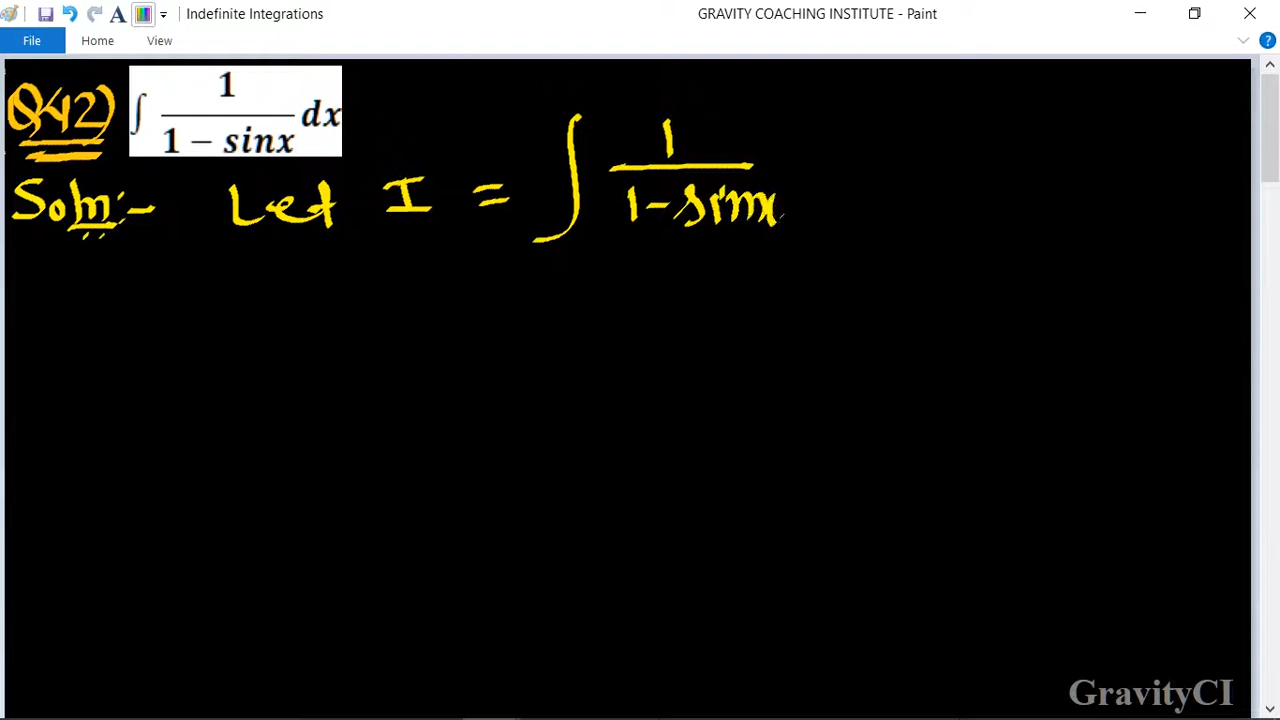 Indefinite Integrations
GRAVITY COACHING INSTITUTE - Paint
File Home View
Q.42) ∫ 1/(1 − sinx) dx
Soln:- Let I = ∫ 1/(1-sinx
GravityCI